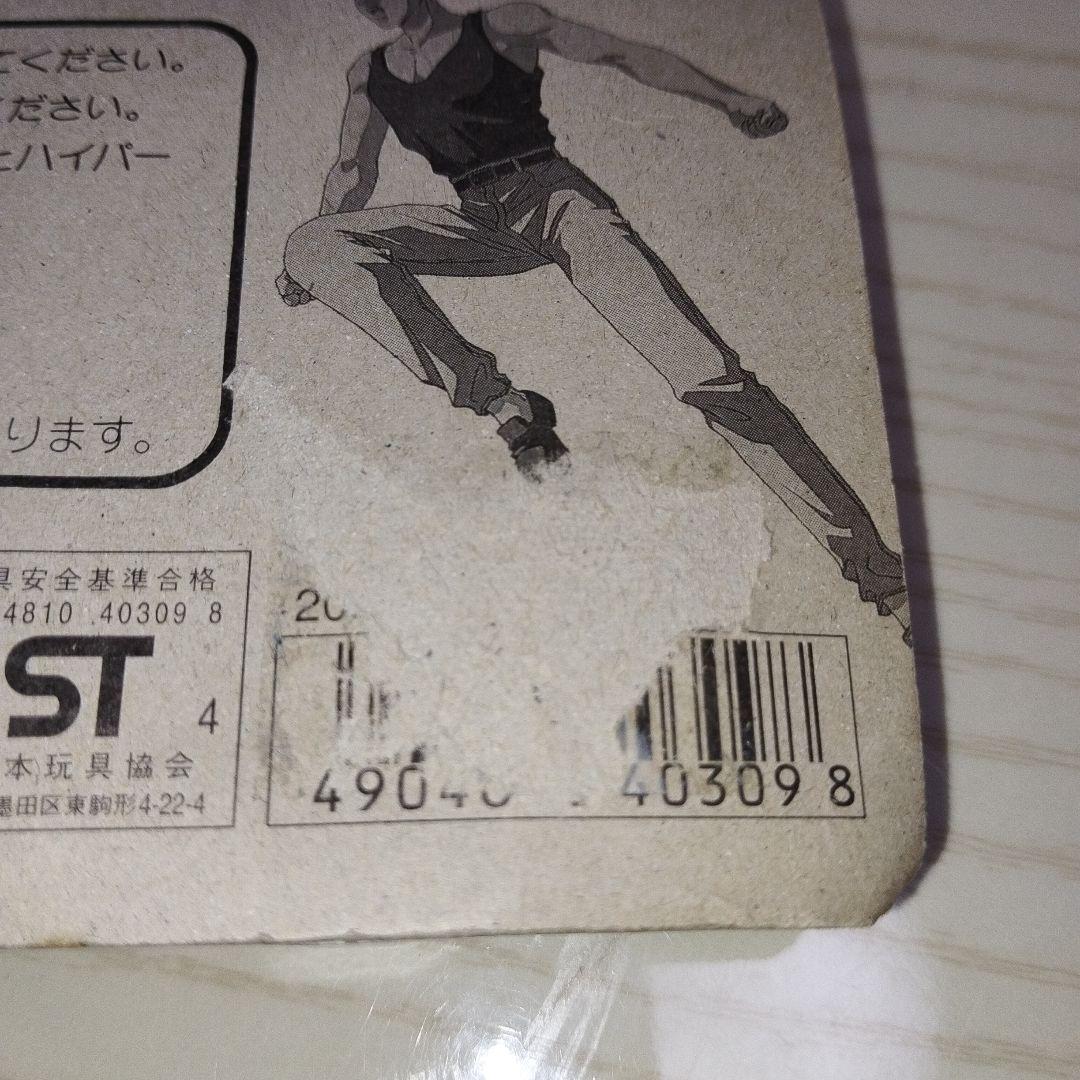 てください。
ください。
とハイパー
ります。
具安全基準合格
4810 40309 8
ST
4
本)玩具協会
墨田区東駒形4-22-4
20
4904 40309 8